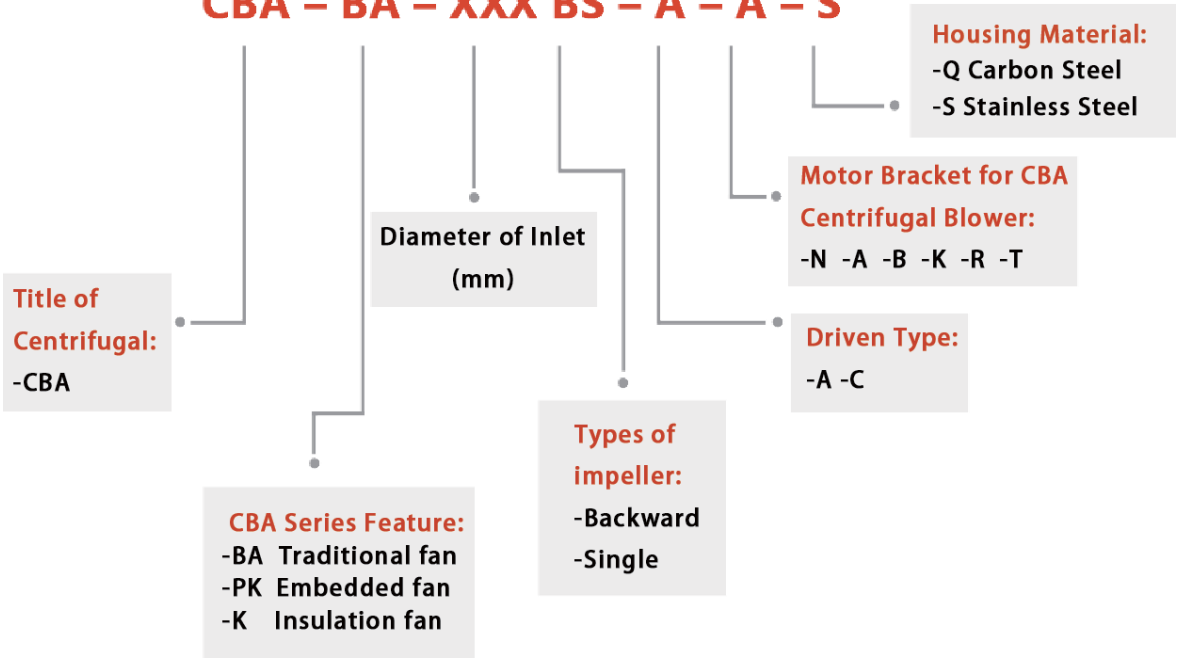 CBA – BA – XXX BS – A – A – S
Housing Material:
-Q Carbon Steel
-S Stainless Steel
Motor Bracket for CBA
Centrifugal Blower:
-N -A -B -K -R -T
Diameter of Inlet
(mm)
Title of
Centrifugal:
-CBA
Driven Type:
-A -C
Types of
impeller:
-Backward
-Single
CBA Series Feature:
-BA Traditional fan
-PK Embedded fan
-K Insulation fan